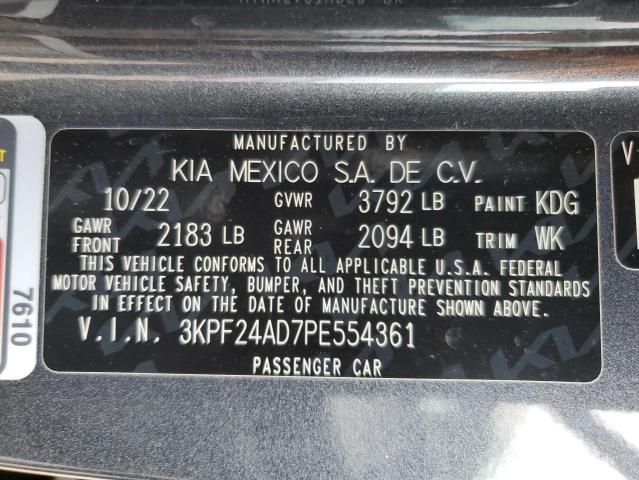 MANUFACTURED BY
KIA MEXICO S.A. DE C.V.
10/22 GVWR 3792 LB PAINT KDG
GAWR FRONT 2183 LB GAWR REAR 2094 LB TRIM WK
THIS VEHICLE CONFORMS TO ALL APPLICABLE U.S.A. FEDERAL
MOTOR VEHICLE SAFETY, BUMPER, AND THEFT PREVENTION STANDARDS
IN EFFECT ON THE DATE OF MANUFACTURE SHOWN ABOVE.
V.I.N. 3KPF24AD7PE554361
PASSENGER CAR
7610
V